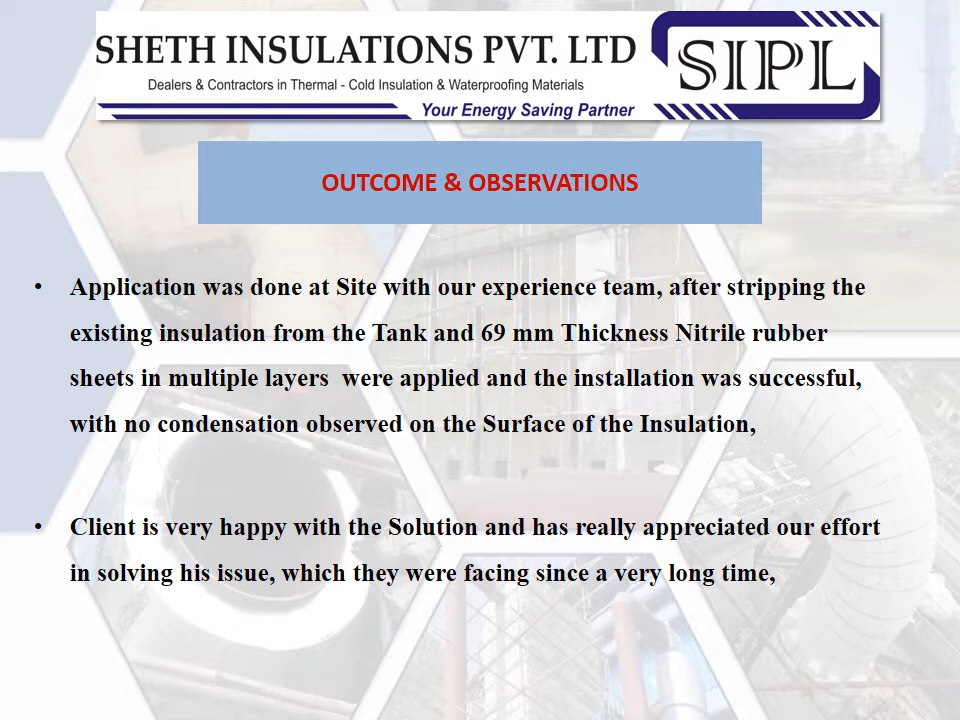 SHETH INSULATIONS PVT. LTD
SIPL
Dealers & Contractors in Thermal - Cold Insulation & Waterproofing Materials
Your Energy Saving Partner
OUTCOME & OBSERVATIONS
• Application was done at Site with our experience team, after stripping the
existing insulation from the Tank and 69 mm Thickness Nitrile rubber
sheets in multiple layers  were applied and the installation was successful,
with no condensation observed on the Surface of the Insulation,
• Client is very happy with the Solution and has really appreciated our effort
in solving his issue, which they were facing since a very long time,